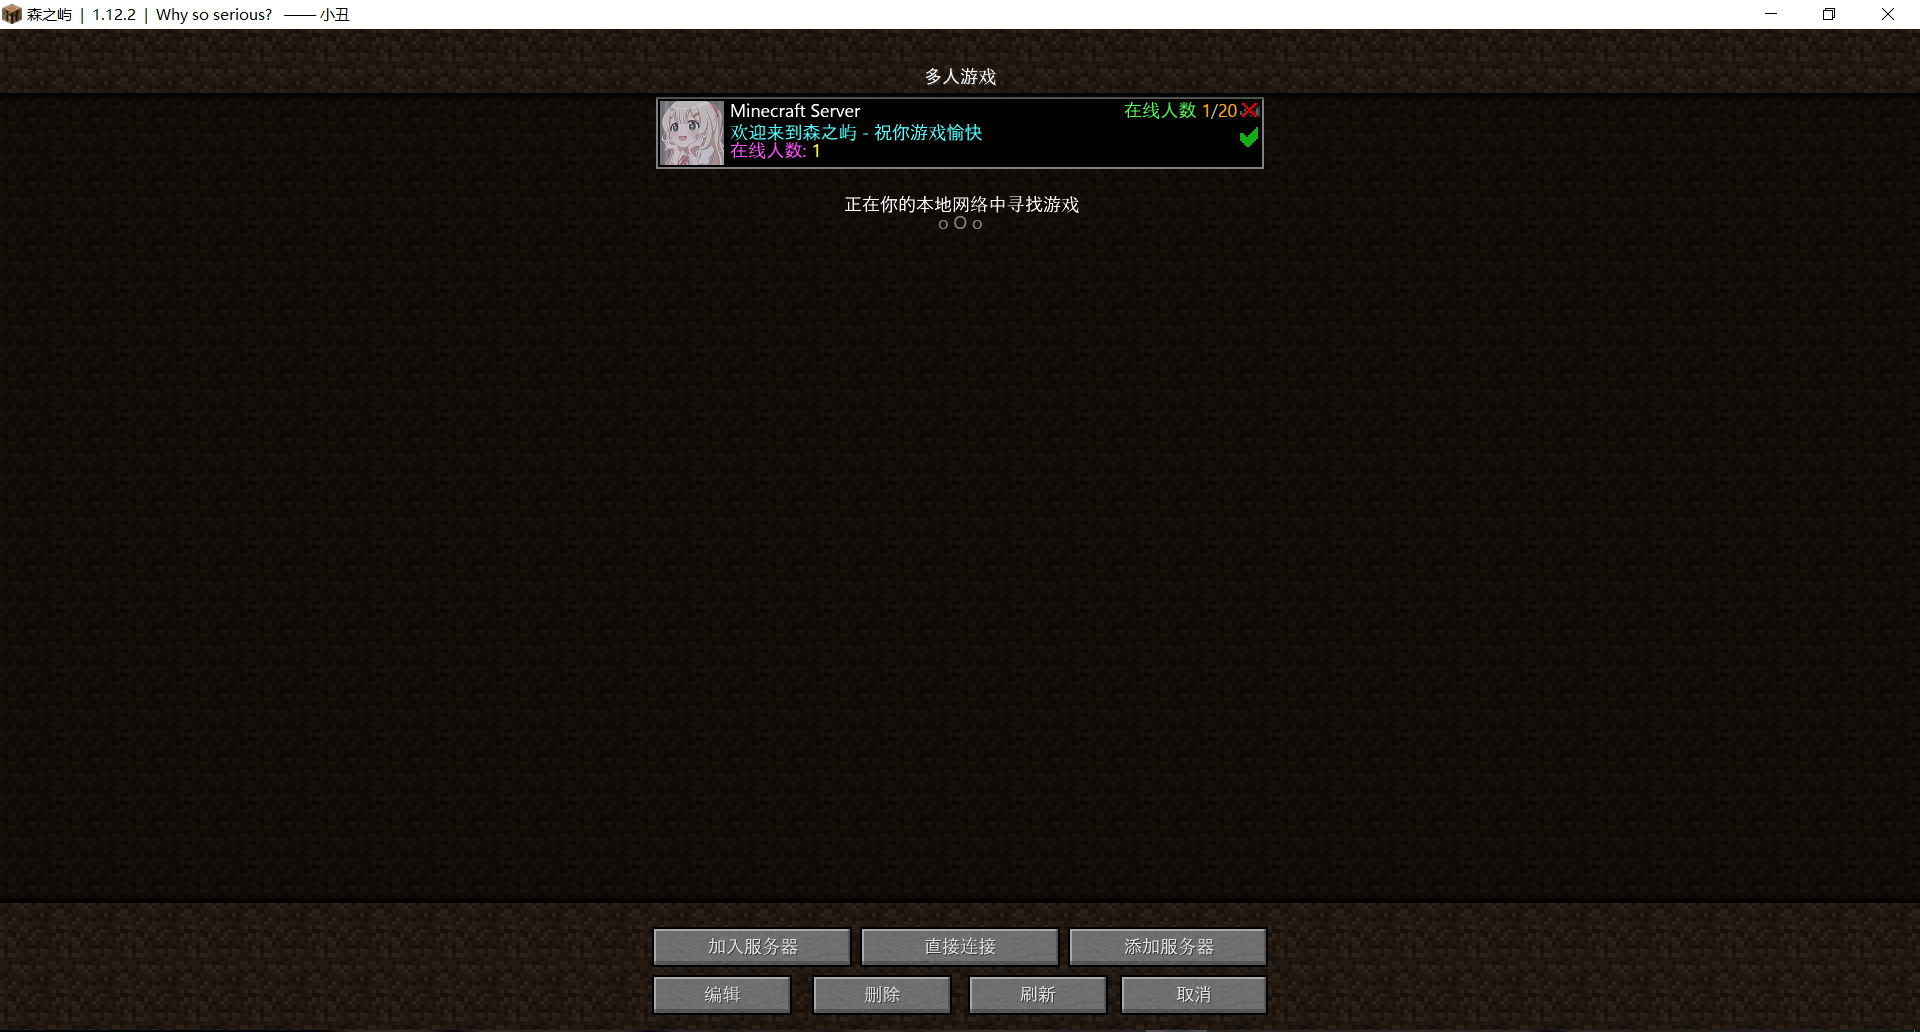 森之屿 | 1.12.2 | Why so serious? —— 小丑
多人游戏
Minecraft Server
在线人数 1/20
欢迎来到森之屿 - 祝你游戏愉快
在线人数: 1
正在你的本地网络中寻找游戏
o O o
加入服务器
直接连接
添加服务器
编辑
删除
刷新
取消